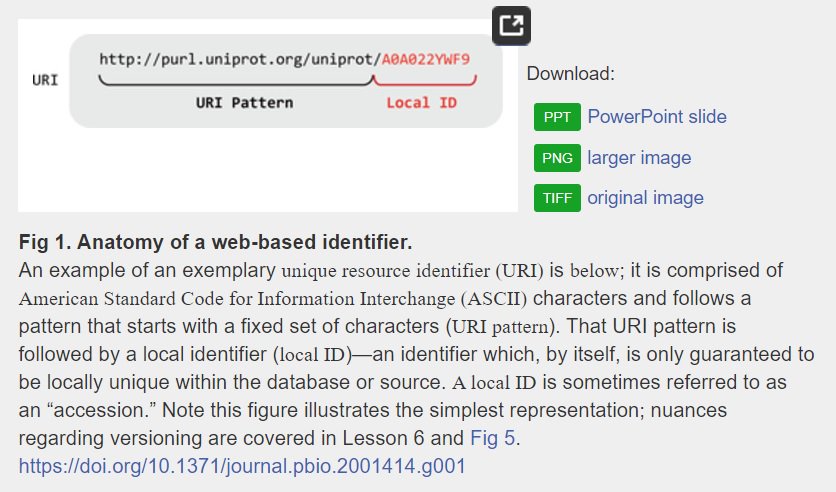 http://purl.uniprot.org/uniprot/A0A022YWF9
URI
URI Pattern
Local ID
Download:
PPT PowerPoint slide
PNG larger image
TIFF original image
Fig 1. Anatomy of a web-based identifier.
An example of an exemplary unique resource identifier (URI) is below; it is comprised of
American Standard Code for Information Interchange (ASCII) characters and follows a
pattern that starts with a fixed set of characters (URI pattern). That URI pattern is
followed by a local identifier (local ID)—an identifier which, by itself, is only guaranteed to
be locally unique within the database or source. A local ID is sometimes referred to as
an “accession.” Note this figure illustrates the simplest representation; nuances
regarding versioning are covered in Lesson 6 and Fig 5.
https://doi.org/10.1371/journal.pbio.2001414.g001